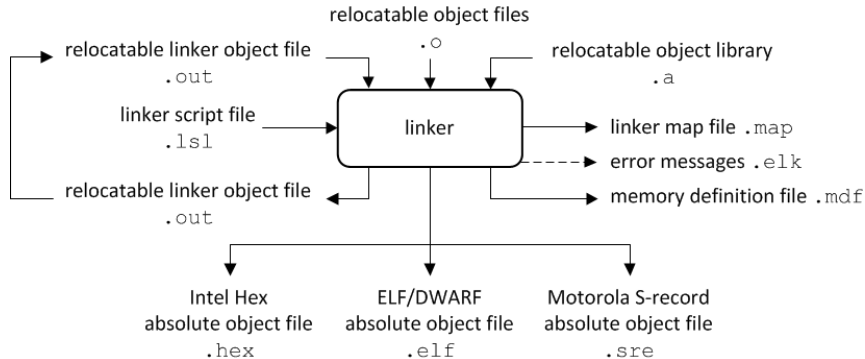 relocatable object files
.o
relocatable linker object file
.out
relocatable object library
.a
linker script file
.lsl
linker
linker map file .map
error messages .elk
relocatable linker object file
.out
memory definition file .mdf
Intel Hex
absolute object file
.hex
ELF/DWARF
absolute object file
.elf
Motorola S-record
absolute object file
.sre